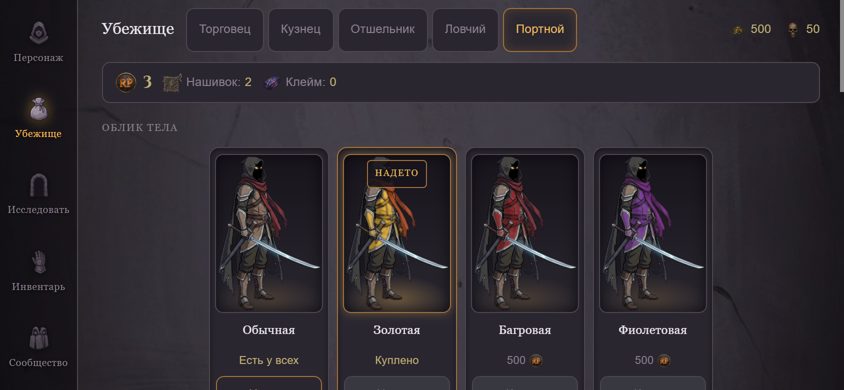 Персонаж
Убежище
Исследовать
Инвентарь
Сообщество
Убежище
Торговец
Кузнец
Отшельник
Ловчий
Портной
500
50
RP 3 Нашивок: 2 Клейм: 0
ОБЛИК ТЕЛА
НАДЕТО
Обычная
Золотая
Багровая
Фиолетовая
Есть у всех
Куплено
500 RP
500 RP